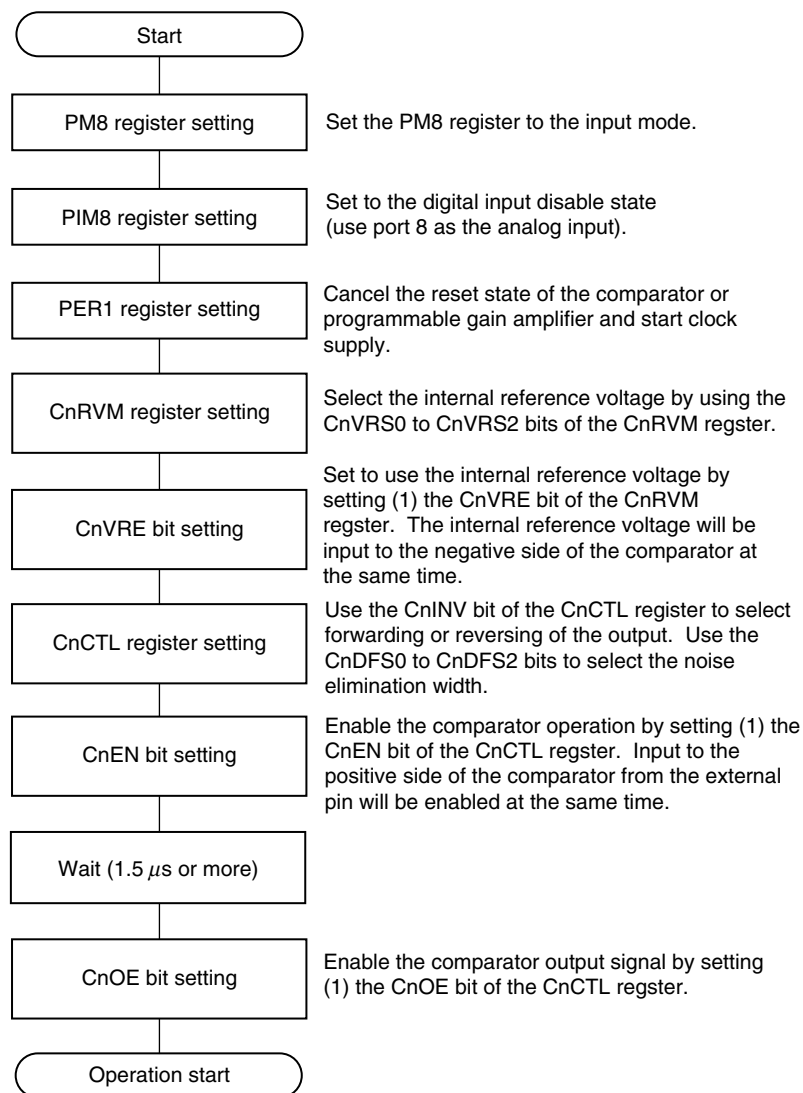 Start
PM8 register setting
Set the PM8 register to the input mode.
PIM8 register setting
Set to the digital input disable state
(use port 8 as the analog input).
PER1 register setting
Cancel the reset state of the comparator or
programmable gain amplifier and start clock
supply.
CnRVM register setting
Select the internal reference voltage by using the
CnVRS0 to CnVRS2 bits of the CnRVM regster.
CnVRE bit setting
Set to use the internal reference voltage by
setting (1) the CnVRE bit of the CnRVM
regster.  The internal reference voltage will be
input to the negative side of the comparator at
the same time.
CnCTL register setting
Use the CnINV bit of the CnCTL register to select
forwarding or reversing of the output.  Use the
CnDFS0 to CnDFS2 bits to select the noise
elimination width.
CnEN bit setting
Enable the comparator operation by setting (1) the
CnEN bit of the CnCTL regster.  Input to the
positive side of the comparator from the external
pin will be enabled at the same time.
Wait (1.5 μs or more)
CnOE bit setting
Enable the comparator output signal by setting
(1) the CnOE bit of the CnCTL regster.
Operation start